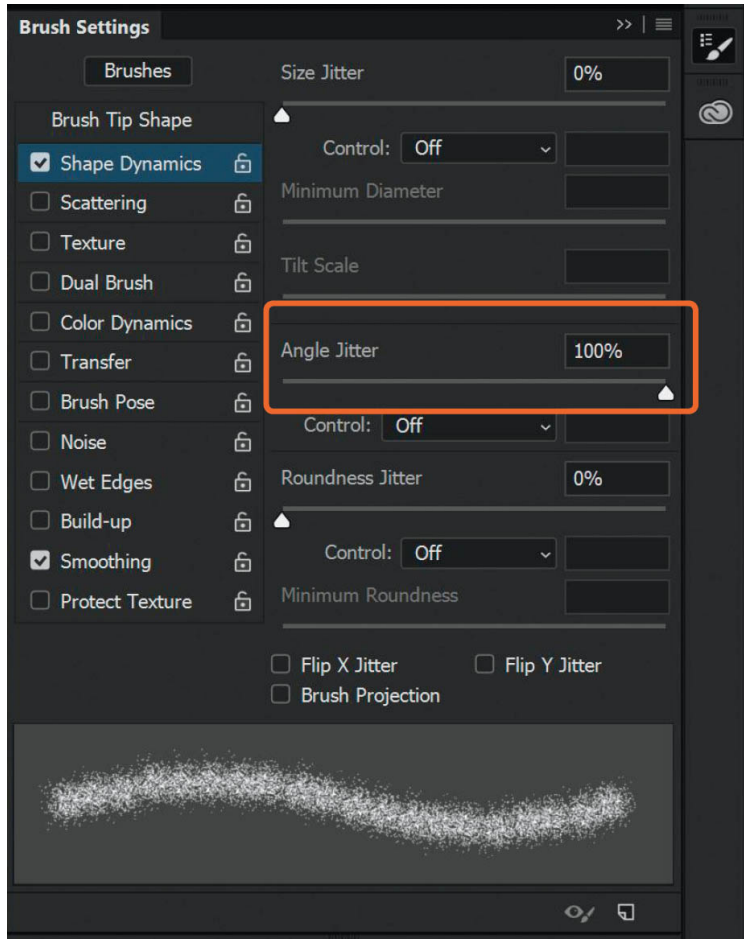 Brush Settings
Brushes
Brush Tip Shape
Shape Dynamics
Scattering
Texture
Dual Brush
Color Dynamics
Transfer
Brush Pose
Noise
Wet Edges
Build-up
Smoothing
Protect Texture
Size Jitter 0%
Control: Off
Minimum Diameter
Tilt Scale
Angle Jitter 100%
Control: Off
Roundness Jitter 0%
Control: Off
Minimum Roundness
Flip X Jitter Flip Y Jitter
Brush Projection